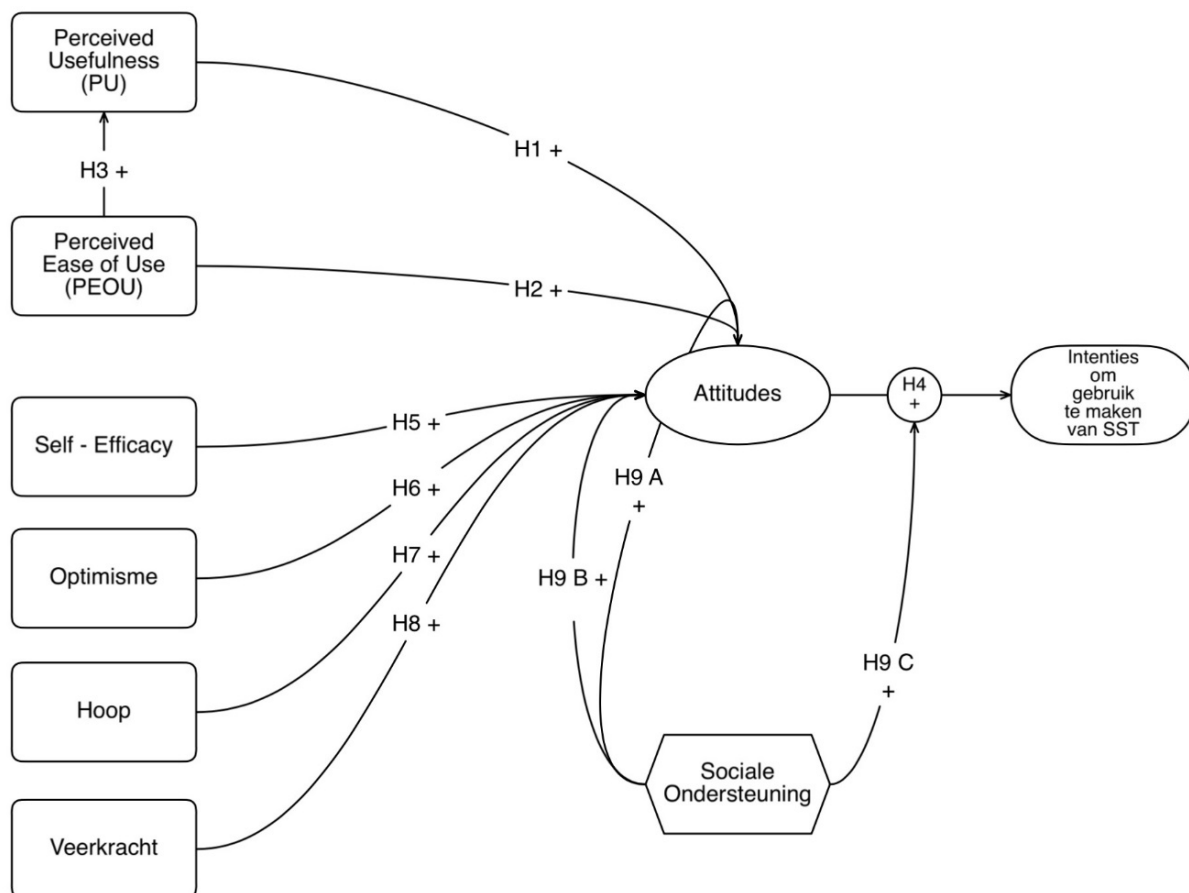 Perceived
Usefulness
(PU)
H1 +
H3 +
Perceived
Ease of Use
(PEOU)
H2 +
Self - Efficacy
H5 +
Attitudes
H4
+
Intenties
om
gebruik
te maken
van SST
H6 +
H9 A
+
Optimisme
H7 +
H9 B +
H8 +
Hoop
H9 C
+
Sociale
Ondersteuning
Veerkracht